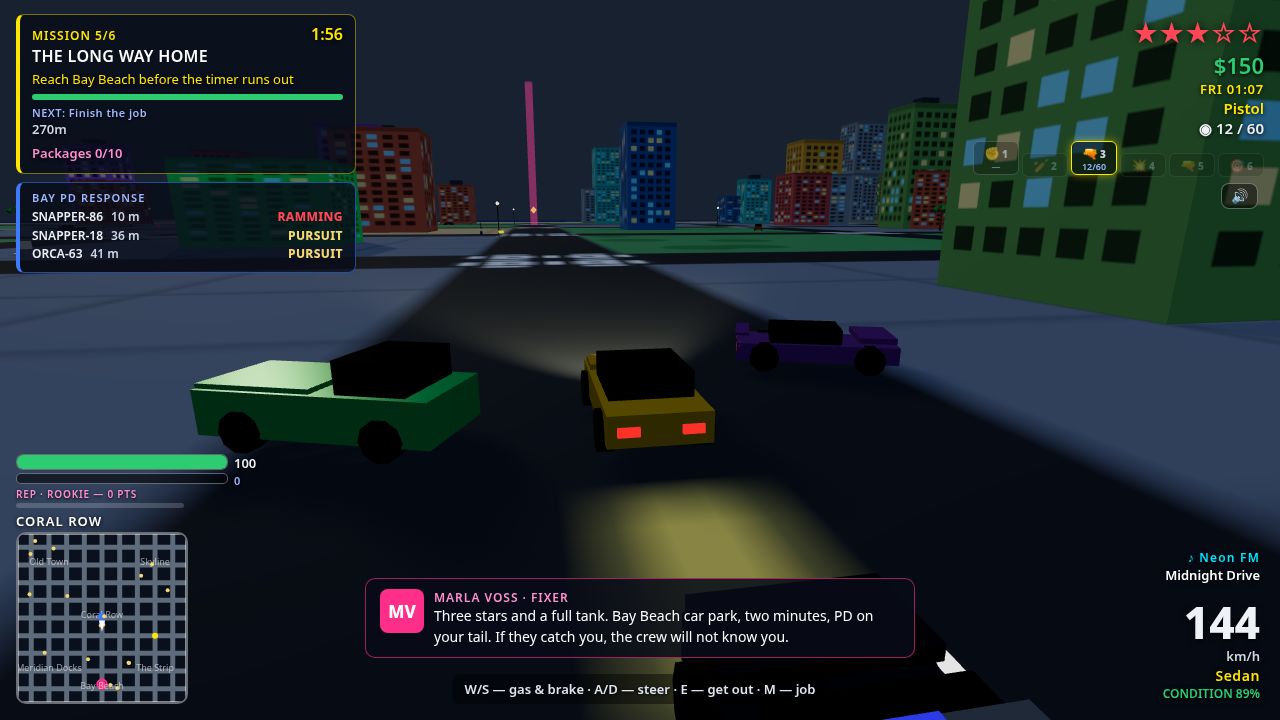 MISSION 5/6 1:56
THE LONG WAY HOME
Reach Bay Beach before the timer runs out
NEXT: Finish the job
270m
Packages 0/10
BAY PD RESPONSE
SNAPPER-86 10 m RAMMING
SNAPPER-18 36 m PURSUIT
ORCA-63 41 m PURSUIT
★★★☆☆
$150
FRI 01:07
Pistol
◉ 12 / 60
1 —
2
3 12/60
4
5
6
100
0
REP · ROOKIE — 0 PTS
CORAL ROW
Old Town
Skyline
Coral Row
Meridian Docks
The Strip
Bay Beach
MV
MARLA VOSS · FIXER
Three stars and a full tank. Bay Beach car park, two minutes, PD on
your tail. If they catch you, the crew will not know you.
W/S — gas & brake · A/D — steer · E — get out · M — job
♪ Neon FM
Midnight Drive
144
km/h
Sedan
CONDITION 89%